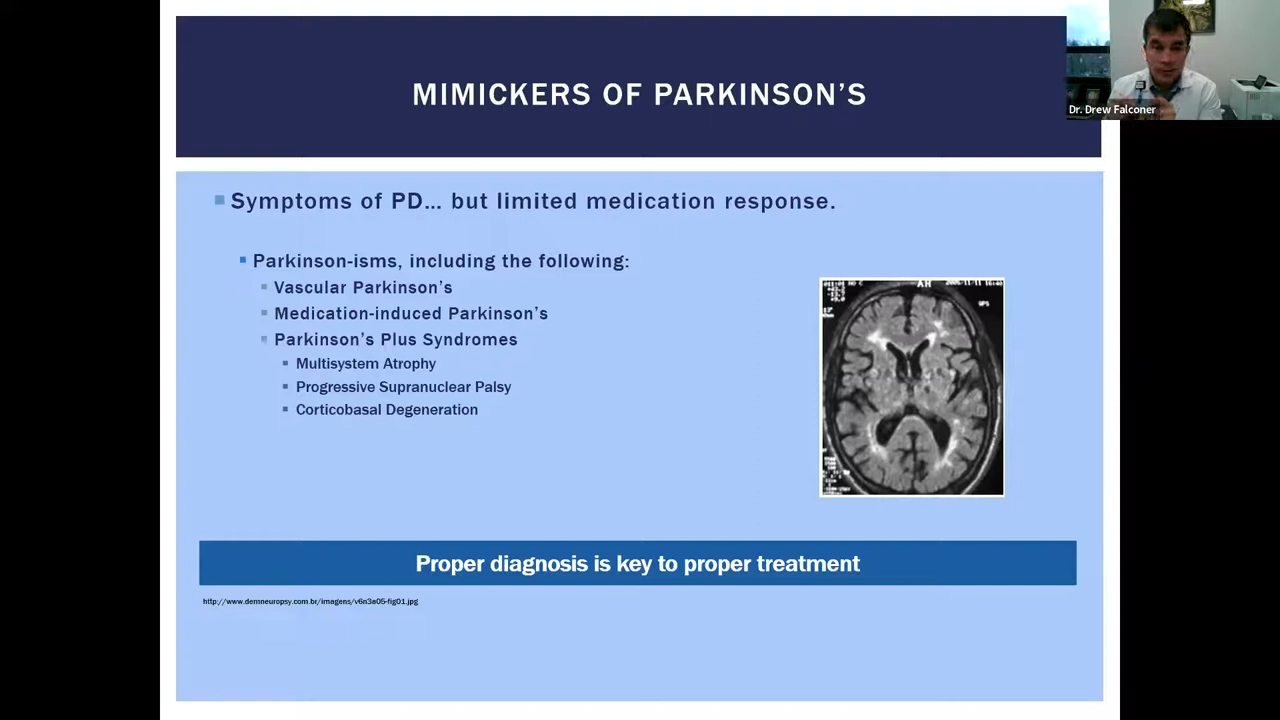 MIMICKERS OF PARKINSON'S
Dr. Drew Falconer
Symptoms of PD... but limited medication response.
Parkinson-isms, including the following:
Vascular Parkinson's
Medication-induced Parkinson's
Parkinson's Plus Syndromes
Multisystem Atrophy
Progressive Supranuclear Palsy
Corticobasal Degeneration
AH
Proper diagnosis is key to proper treatment
http://www.demneuropsy.com.br/imagens/v6n3a05-fig01.jpg